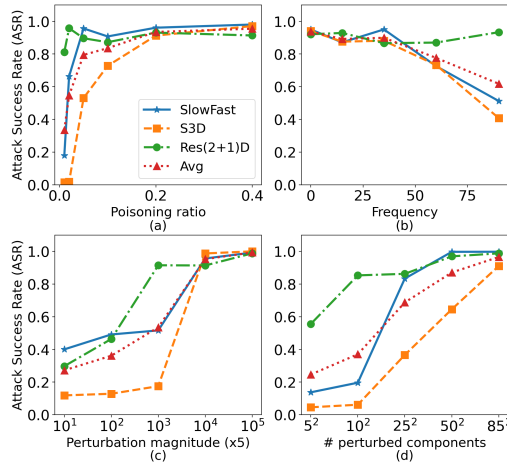 Attack Success Rate (ASR)
1.0
0.8
0.6
0.4
0.2
0.0
0.0 0.2 0.4
Poisoning ratio
(a)
SlowFast
S3D
Res(2+1)D
Avg
1.0
0.8
0.6
0.4
0.2
0.0
0 25 50 75
Frequency
(b)
Attack Success Rate (ASR)
1.0
0.8
0.6
0.4
0.2
0.0
10¹ 10² 10³ 10⁴ 10⁵
Perturbation magnitude (x5)
(c)
1.0
0.8
0.6
0.4
0.2
0.0
5² 10² 25² 50² 85²
# perturbed components
(d)